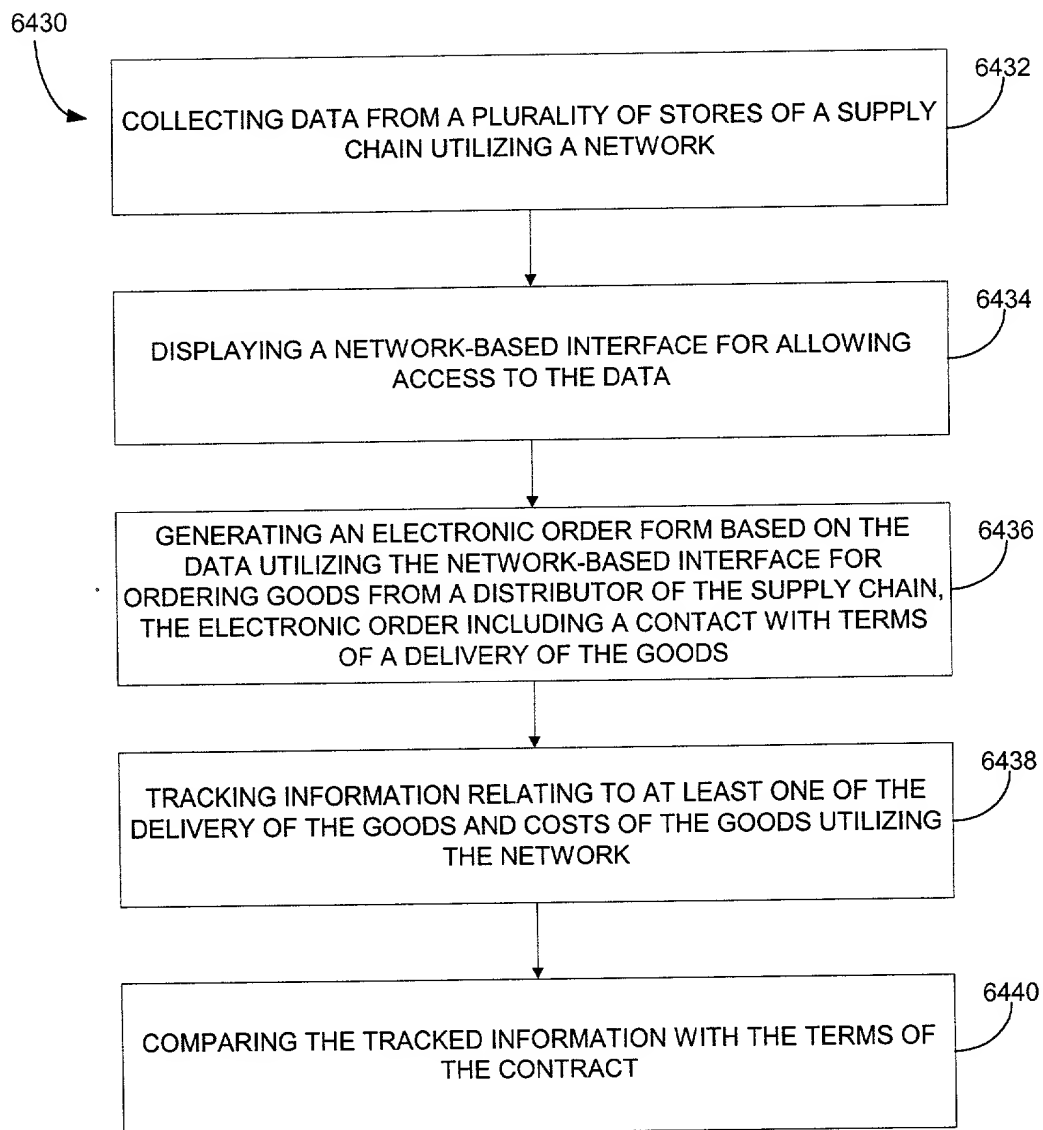 6430
6432
COLLECTING DATA FROM A PLURALITY OF STORES OF A SUPPLY
CHAIN UTILIZING A NETWORK
6434
DISPLAYING A NETWORK-BASED INTERFACE FOR ALLOWING
ACCESS TO THE DATA
GENERATING AN ELECTRONIC ORDER FORM BASED ON THE
6436
DATA UTILIZING THE NETWORK-BASED INTERFACE FOR
ORDERING GOODS FROM A DISTRIBUTOR OF THE SUPPLY CHAIN,
THE ELECTRONIC ORDER INCLUDING A CONTACT WITH TERMS
OF A DELIVERY OF THE GOODS
6438
TRACKING INFORMATION RELATING TO AT LEAST ONE OF THE
DELIVERY OF THE GOODS AND COSTS OF THE GOODS UTILIZING
THE NETWORK
6440
COMPARING THE TRACKED INFORMATION WITH THE TERMS OF
THE CONTRACT